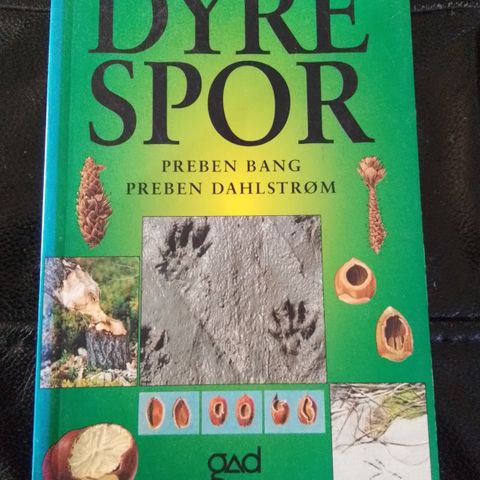 DYRE
SPOR
PREBEN BANG
PREBEN DAHLSTRØM
gad